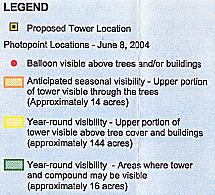 LEGEND
Proposed Tower Location
Photopoint Locations - June 8, 2004
Balloon visible above trees and/or buildings
Anticipated seasonal visibility - Upper portion
of tower visible through the trees
(Approximately 14 acres)
Year-round visibility - Upper portion of
tower visible above tree cover and buildings
(approximately 144 acres)
Year-round visibility - Areas where tower
and compound may be visible
(approximately 16 acres)